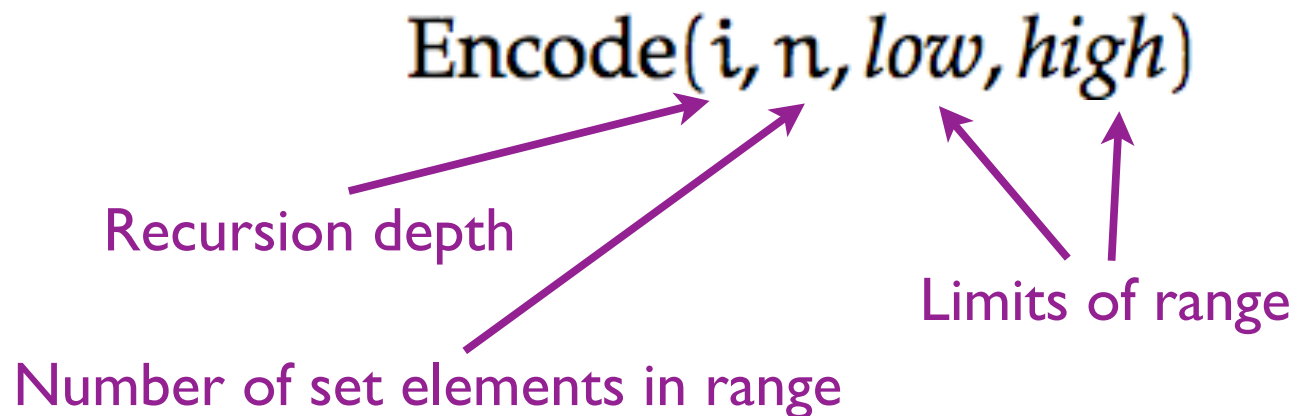 Encode(i, n, low, high)
Recursion depth
Limits of range
Number of set elements in range